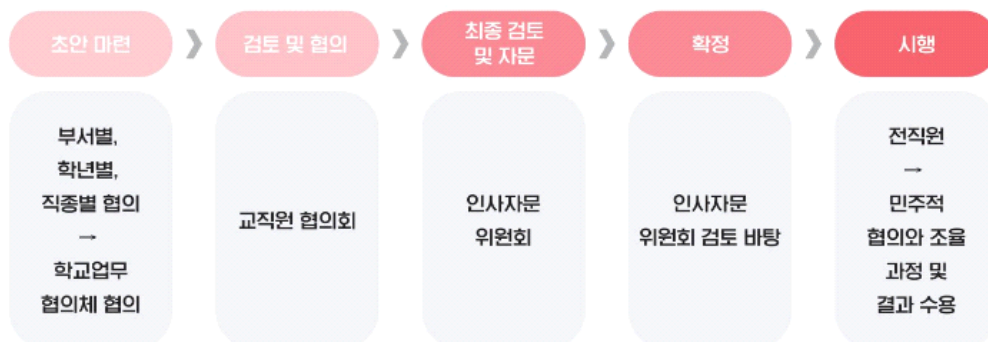 초안 마련
검토 및 협의
최종 검토
및 자문
확정
시행
부서별,
학년별,
직종별 협의
→
학교업무
협의체 협의
교직원 협의회
인사자문
위원회
인사자문
위원회 검토 바탕
전직원
→
민주적
협의와 조율
과정 및
결과 수용